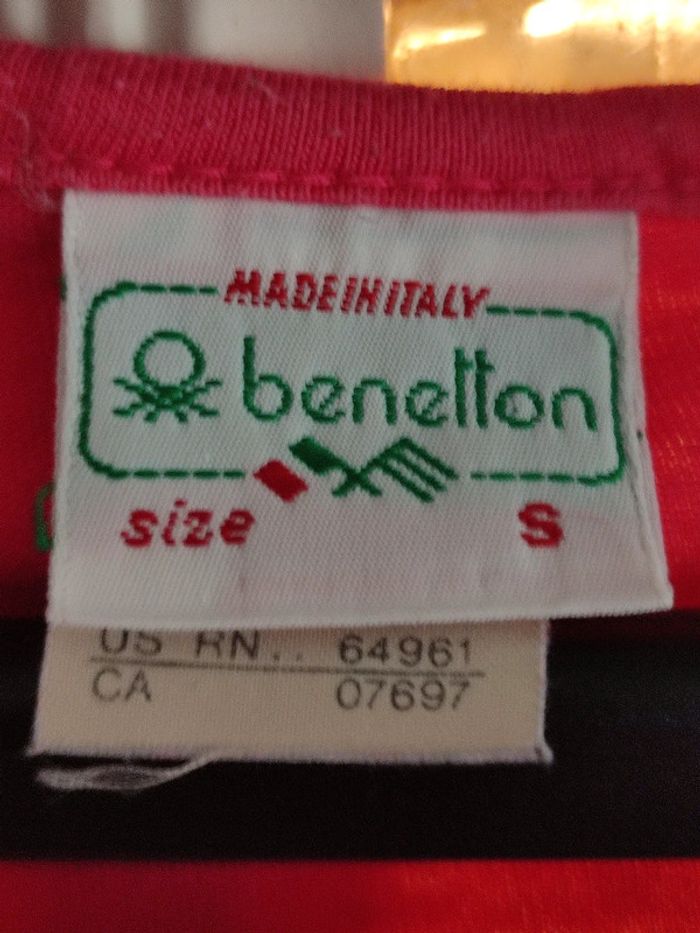 MADE IN ITALY
benetton
size S
US RN.. 64961
CA 07697